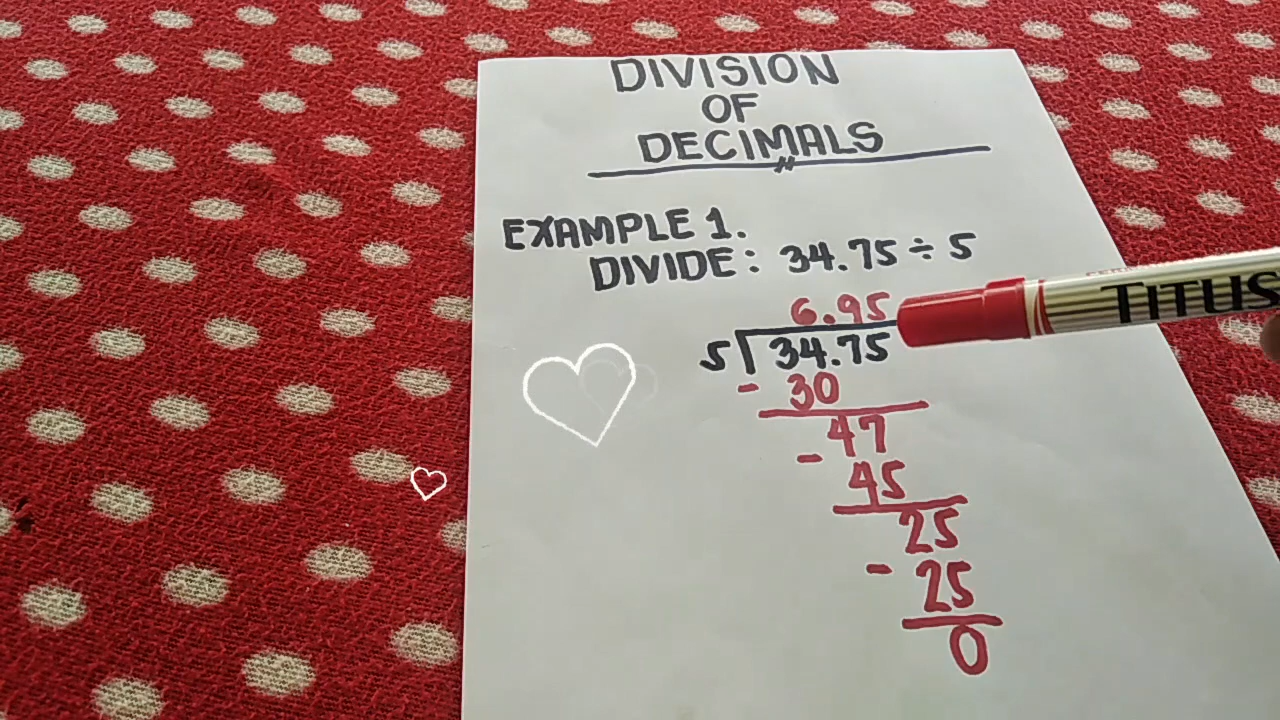 DIVISION
OF
DECIMALS
EXAMPLE 1.
DIVIDE: 34.75 ÷ 5
6.95
5 34.75
- 30
47
- 45
25
- 25
0
TITUS